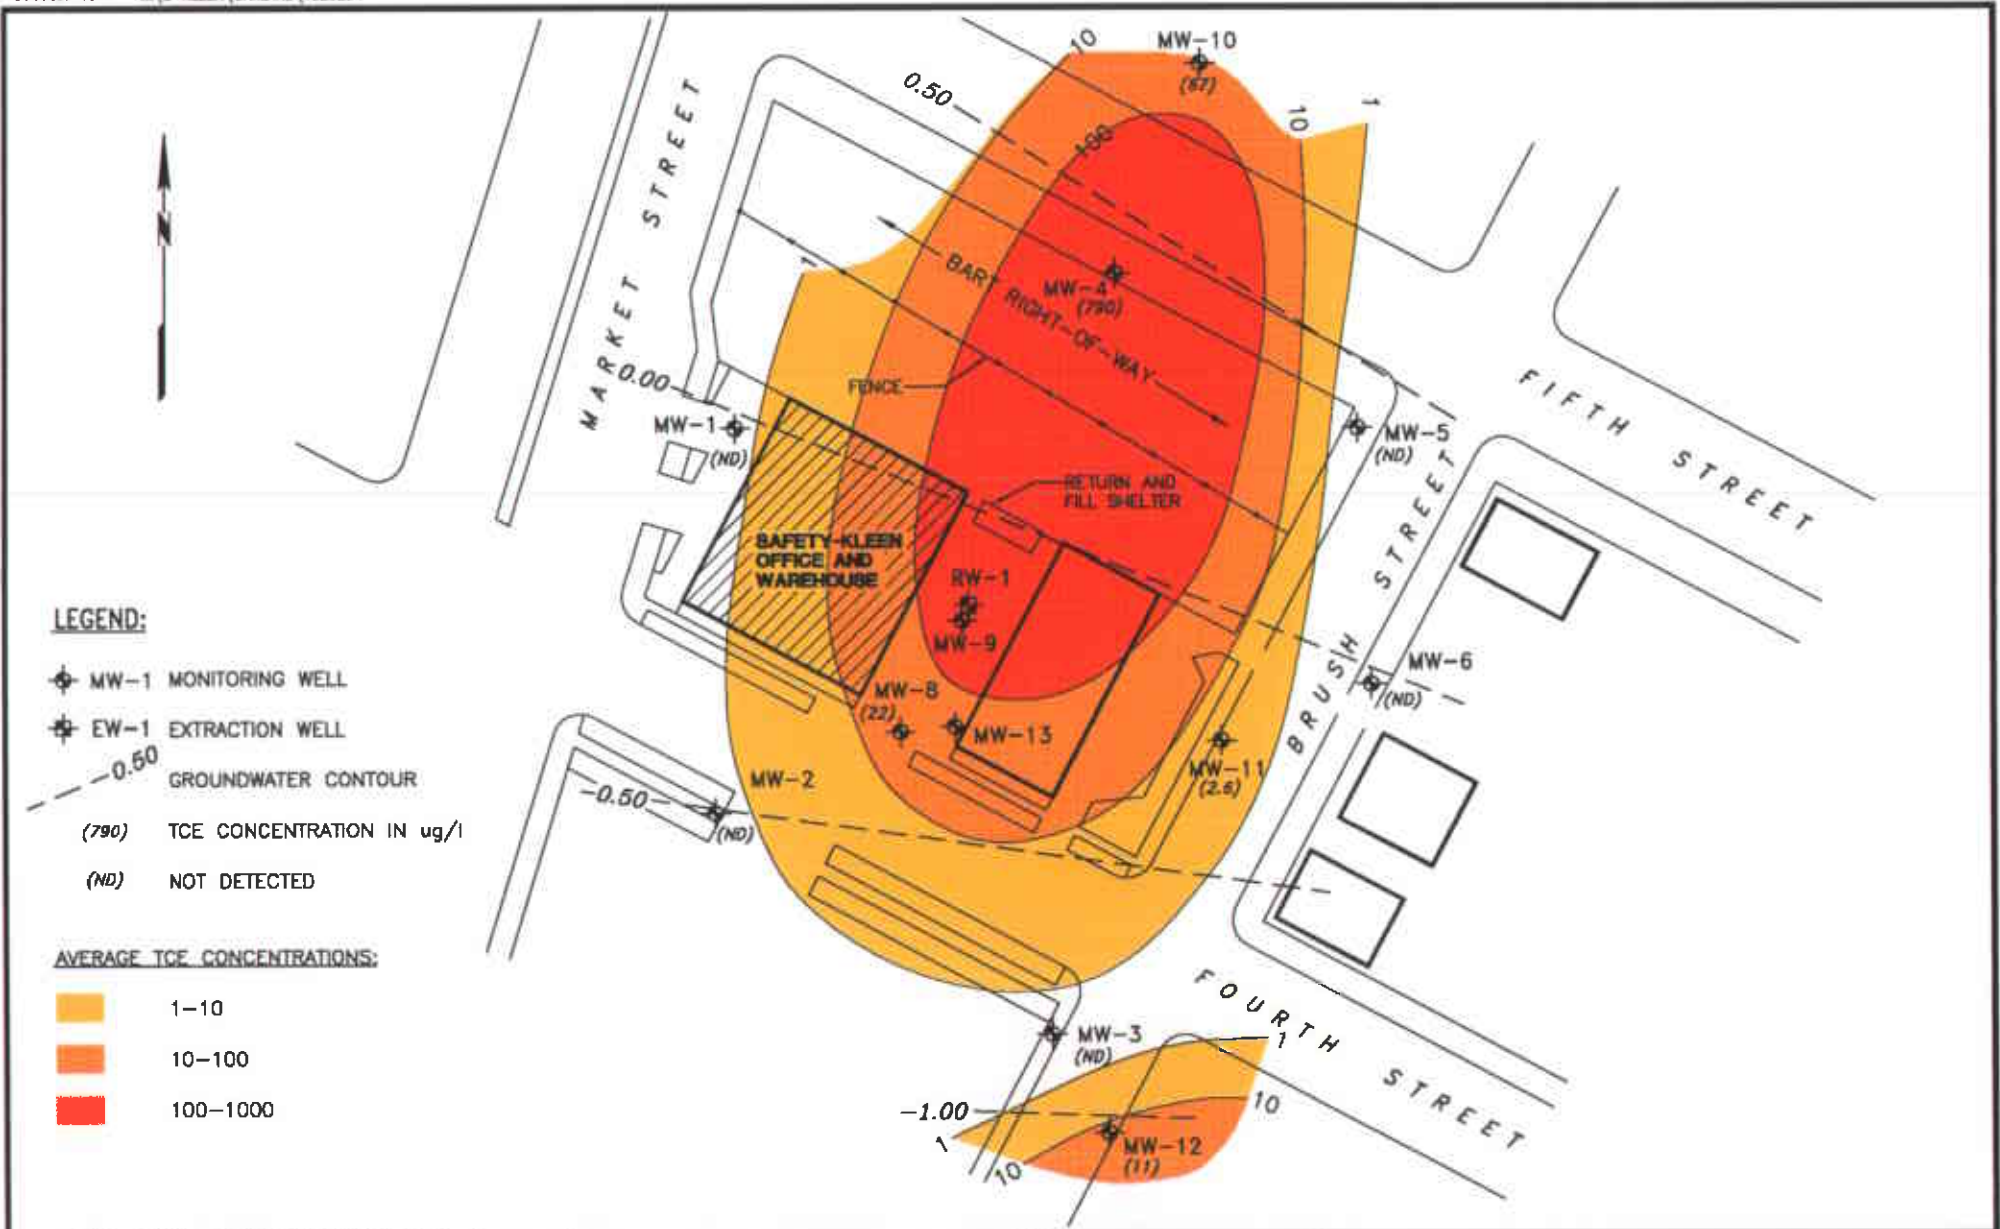 MW-10
(67)
10
0.50
10
1
100
MARKET STREET
N
BART RIGHT-OF-WAY
MW-4
(790)
1
FENCE
0.00
MW-1
(ND)
MW-5
(ND)
FIFTH STREET
RETURN AND
FILL SHELTER
SAFETY-KLEEN
OFFICE AND
WAREHOUSE
RW-1
MW-9
BRUSH STREET
MW-6
(ND)
MW-8
(22)
MW-13
MW-11
(2.6)
MW-2
(ND)
-0.50
FOURTH STREET
MW-3
(ND)
1
10
-1.00
1
10
MW-12
(11)
LEGEND:
MW-1 MONITORING WELL
EW-1 EXTRACTION WELL
-0.50 GROUNDWATER CONTOUR
(790) TCE CONCENTRATION IN ug/l
(ND) NOT DETECTED
AVERAGE TCE CONCENTRATIONS:
1-10
10-100
100-1000